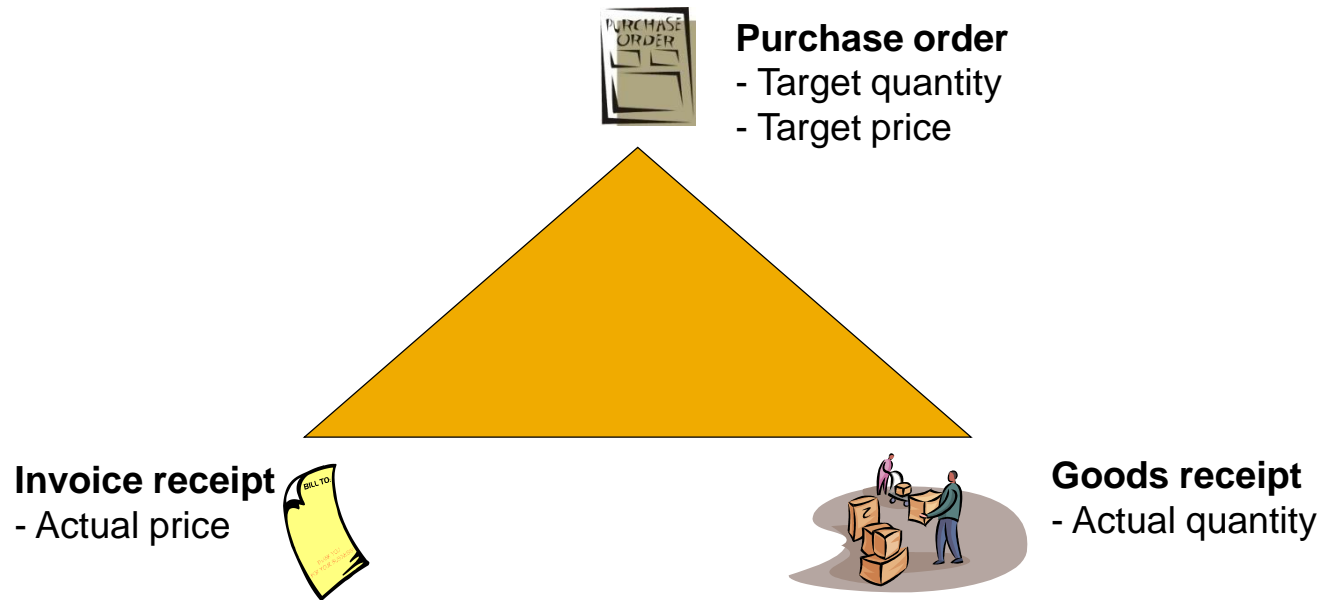 PURCHASE
ORDER
Purchase order
- Target quantity
- Target price
Invoice receipt
- Actual price
BILL TO:
Goods receipt
- Actual quantity